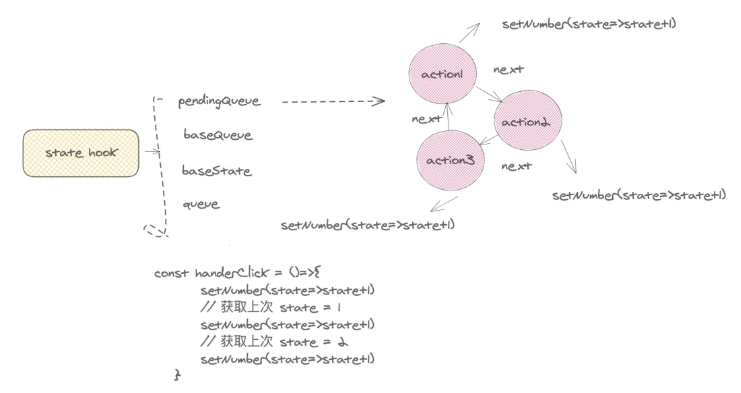 setNumber(state=>state+1)
action1
next
pendingQueue
next
action2
baseQueue
state hook
action3
next
baseState
setNumber(state=>state+1)
queue
setNumber(state=>state+1)
const handerClick = ()=>{
setNumber(state=>state+1)
// 获取上次 state = 1
setNumber(state=>state+1)
// 获取上次 state = 2
setNumber(state=>state+1)
}